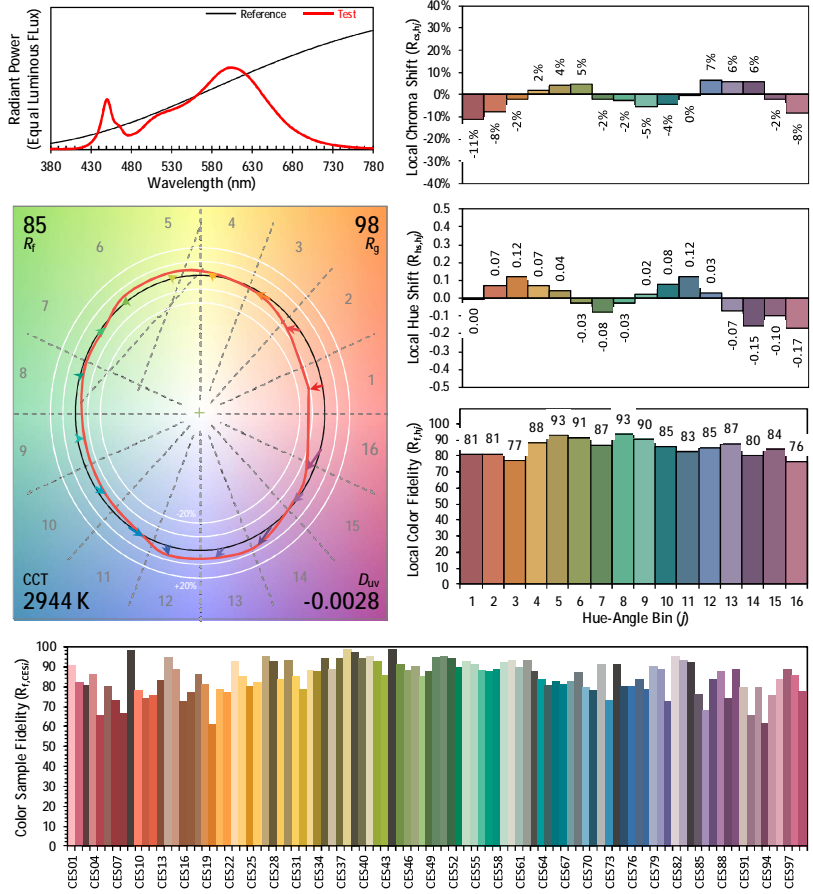 Reference Test
Radiant Power
(Equal Luminous FLux)
380 430 480 530 580 630 680 730 780
Wavelength (nm)
Local Chroma Shift (Rcs,hj)
40%
30%
20%
10%
0%
-10%
-20%
-30%
-40%
-11% -8% -2% 2% 4% 5% -2% -2% -5% -4% 0% 7% 6% 6% -2% -8%
85
Rf
98
Rg
5 4
6 3
7 2
8 1
9 16
10 15
11 14
12 13
-20%
+20%
CCT
2944 K
Duv
-0.0028
Local Hue Shift (Rhs,hj)
0.5
0.4
0.3
0.2
0.1
0.0
-0.1
-0.2
-0.3
-0.4
-0.5
0.00 0.07 0.12 0.07 0.04 -0.03 -0.08 -0.03 0.02 0.08 0.12 0.03 -0.07 -0.15 -0.10 -0.17
Local Color Fidelity (Rf,hj)
100
90
80
70
60
50
40
30
20
10
0
81 81 77 88 93 91 87 93 90 85 83 85 87 80 84 76
1 2 3 4 5 6 7 8 9 10 11 12 13 14 15 16
Hue-Angle Bin (j)
Color Sample Fidelity (Rf,CESi)
100
90
80
70
60
50
40
30
20
10
0
CES01 CES04 CES07 CES10 CES13 CES16 CES19 CES22 CES25 CES28 CES31 CES34 CES37 CES40 CES43 CES46 CES49 CES52 CES55 CES58 CES61 CES64 CES67 CES70 CES73 CES76 CES79 CES82 CES85 CES88 CES91 CES94 CES97